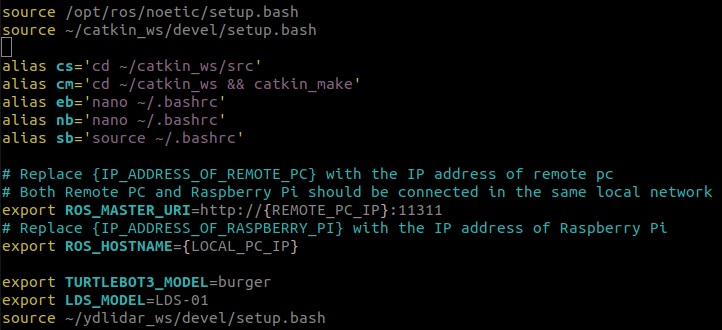 source /opt/ros/noetic/setup.bash
source ~/catkin_ws/devel/setup.bash
alias cs='cd ~/catkin_ws/src'
alias cm='cd ~/catkin_ws && catkin_make'
alias eb='nano ~/.bashrc'
alias nb='nano ~/.bashrc'
alias sb='source ~/.bashrc'
# Replace {IP_ADDRESS_OF_REMOTE_PC} with the IP address of remote pc
# Both Remote PC and Raspberry Pi should be connected in the same local network
export ROS_MASTER_URI=http://{REMOTE_PC_IP}:11311
# Replace {IP_ADDRESS_OF_RASPBERRY_PI} with the IP address of Raspberry Pi
export ROS_HOSTNAME={LOCAL_PC_IP}
export TURTLEBOT3_MODEL=burger
export LDS_MODEL=LDS-01
source ~/ydlidar_ws/devel/setup.bash